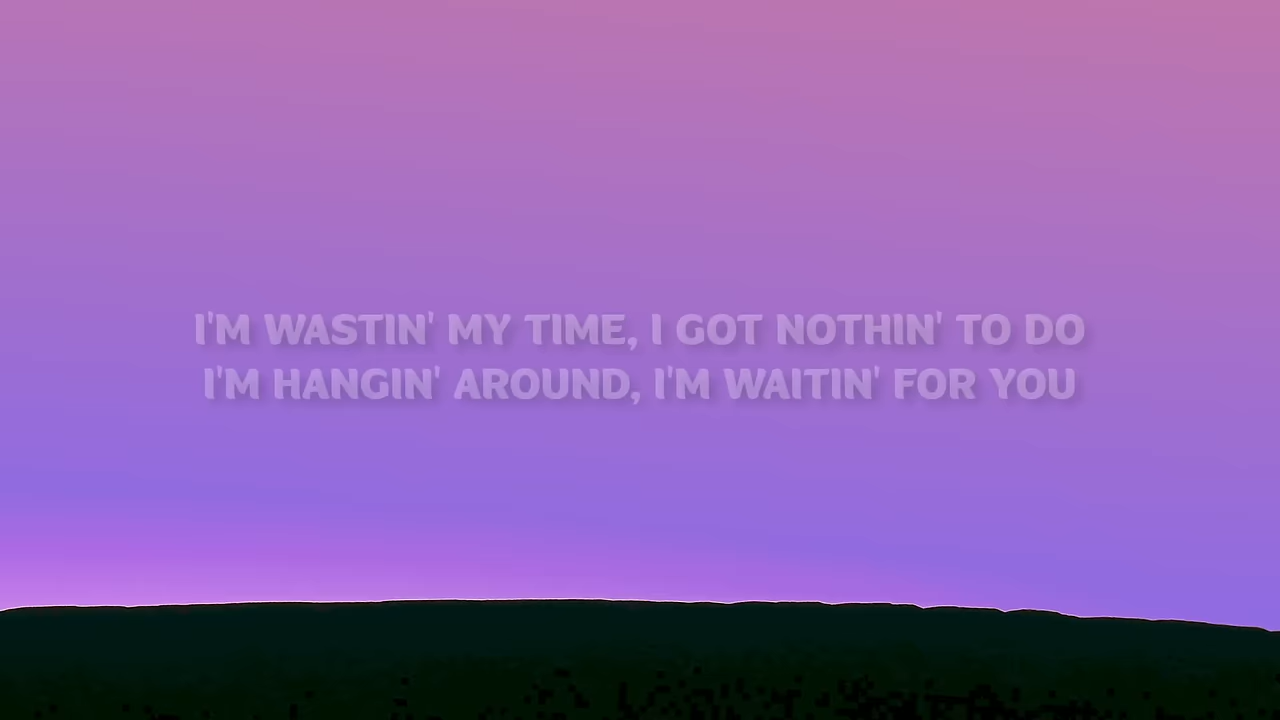 I'M WASTIN' MY TIME, I GOT NOTHIN' TO DO
I'M HANGIN' AROUND, I'M WAITIN' FOR YOU